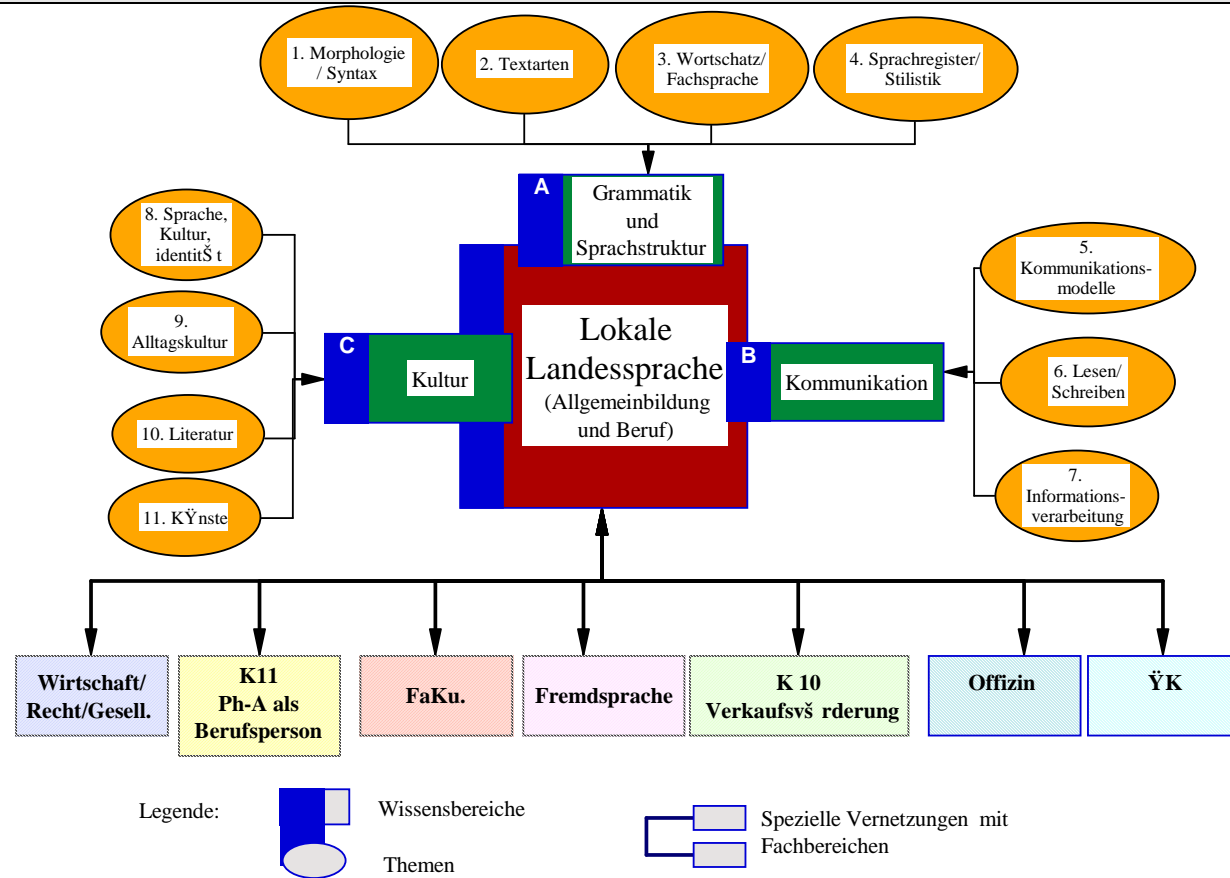 1. Morphologie
/ Syntax
2. Textarten
3. Wortschatz/
Fachsprache
4. Sprachregister/
Stilistik
A
Grammatik
und
Sprachstruktur
8. Sprache,
Kultur,
identitŠ t
9.
Alltagskultur
10. Literatur
11. KŸnste
C
Kultur
Lokale
Landessprache
(Allgemeinbildung
und Beruf)
B
Kommunikation
5.
Kommunikations-
modelle
6. Lesen/
Schreiben
7.
Informations-
verarbeitung
Wirtschaft/
Recht/Gesell.
K11
Ph-A als
Berufsperson
FaKu.
Fremdsprache
K 10
Verkaufsvš rderung
Offizin
ŸK
Legende:
Wissensbereiche
Themen
Spezielle Vernetzungen mit
Fachbereichen